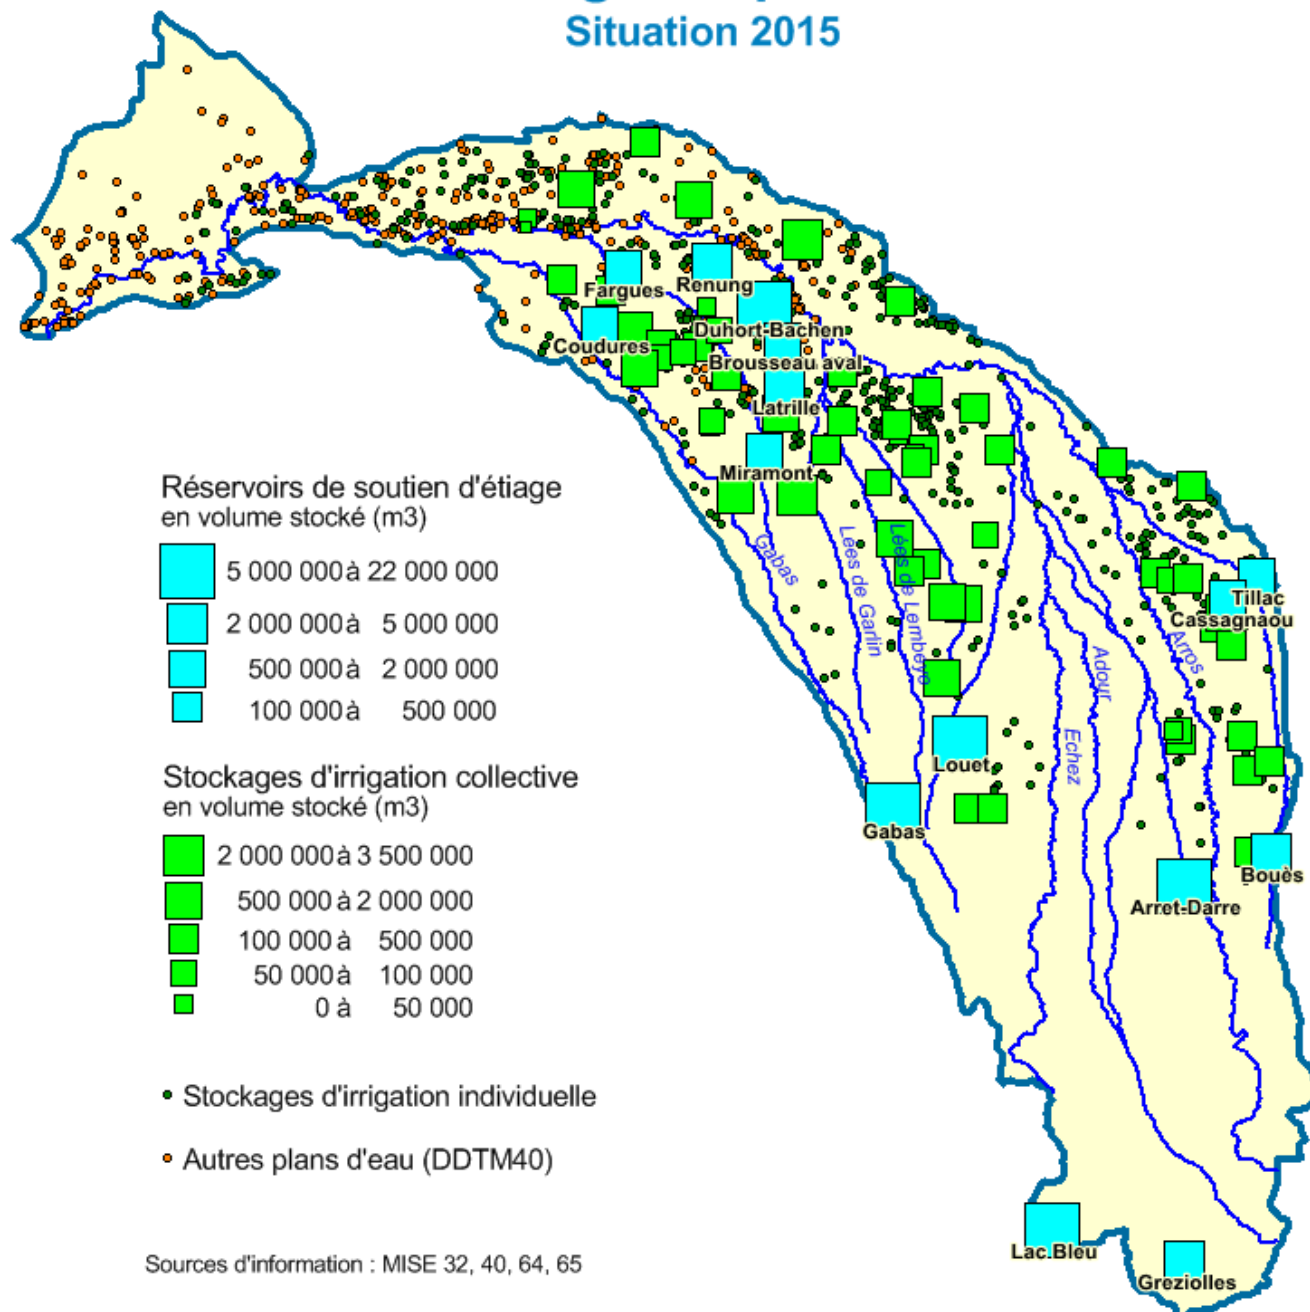 Situation 2015
Fargues
Renung
Duhort-Bachen
Coudures
Brousseau aval
Latrille
Miramont
Réservoirs de soutien d'étiage
en volume stocké (m3)
5 000 000 à 22 000 000
2 000 000 à 5 000 000
500 000 à 2 000 000
100 000 à 500 000
Gabas
Lées de Garlin
Lées de Lembeye
Tillac
Cassagnaou
Arros
Adour
Echez
Louet
Gabas
Stockages d'irrigation collective
en volume stocké (m3)
2 000 000 à 3 500 000
500 000 à 2 000 000
100 000 à 500 000
50 000 à 100 000
0 à 50 000
Bouès
Arret-Darre
• Stockages d'irrigation individuelle
• Autres plans d'eau (DDTM40)
Lac Bleu
Greziolles
Sources d'information : MISE 32, 40, 64, 65